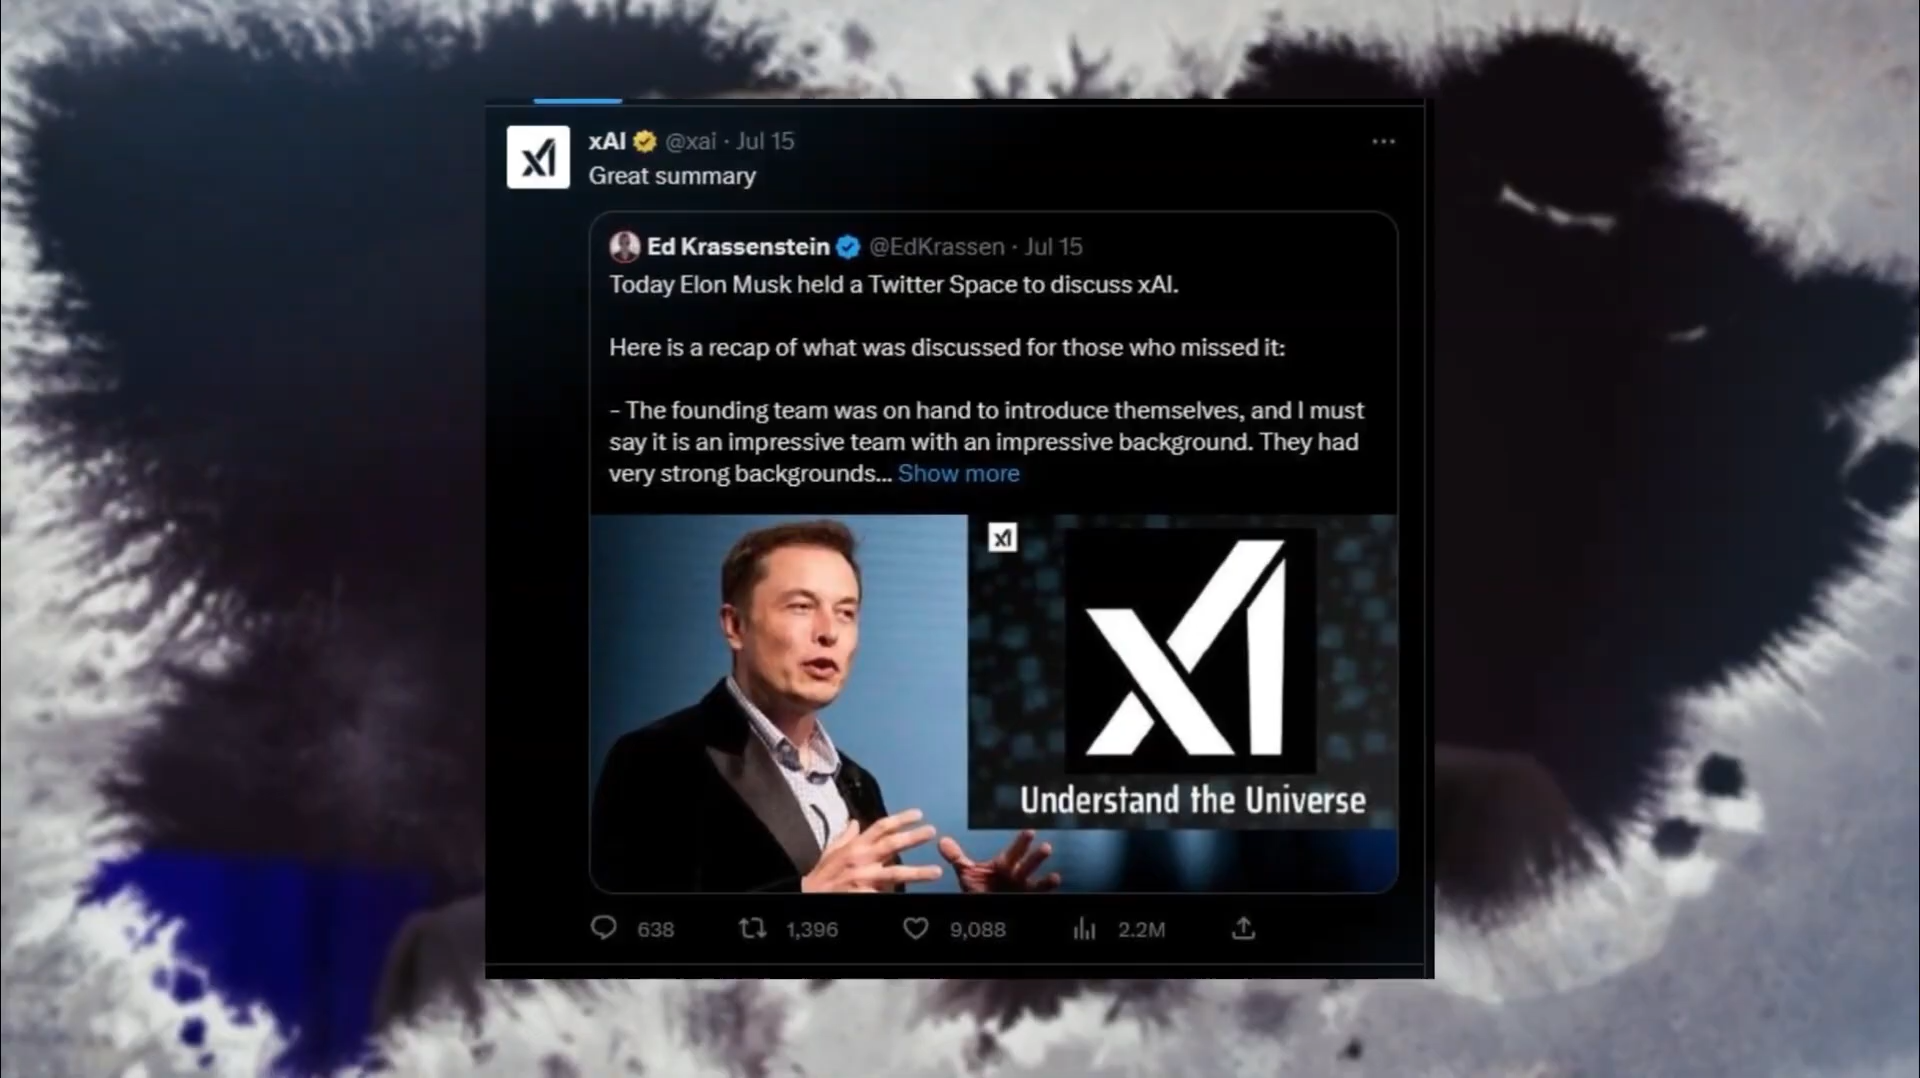 xAI @xai · Jul 15
Great summary
Ed Krassenstein @EdKrassen · Jul 15
Today Elon Musk held a Twitter Space to discuss xAI.
Here is a recap of what was discussed for those who missed it:
- The founding team was on hand to introduce themselves, and I must
say it is an impressive team with an impressive background. They had
very strong backgrounds... Show more
Understand the Universe
638 1,396 9,088 2.2M